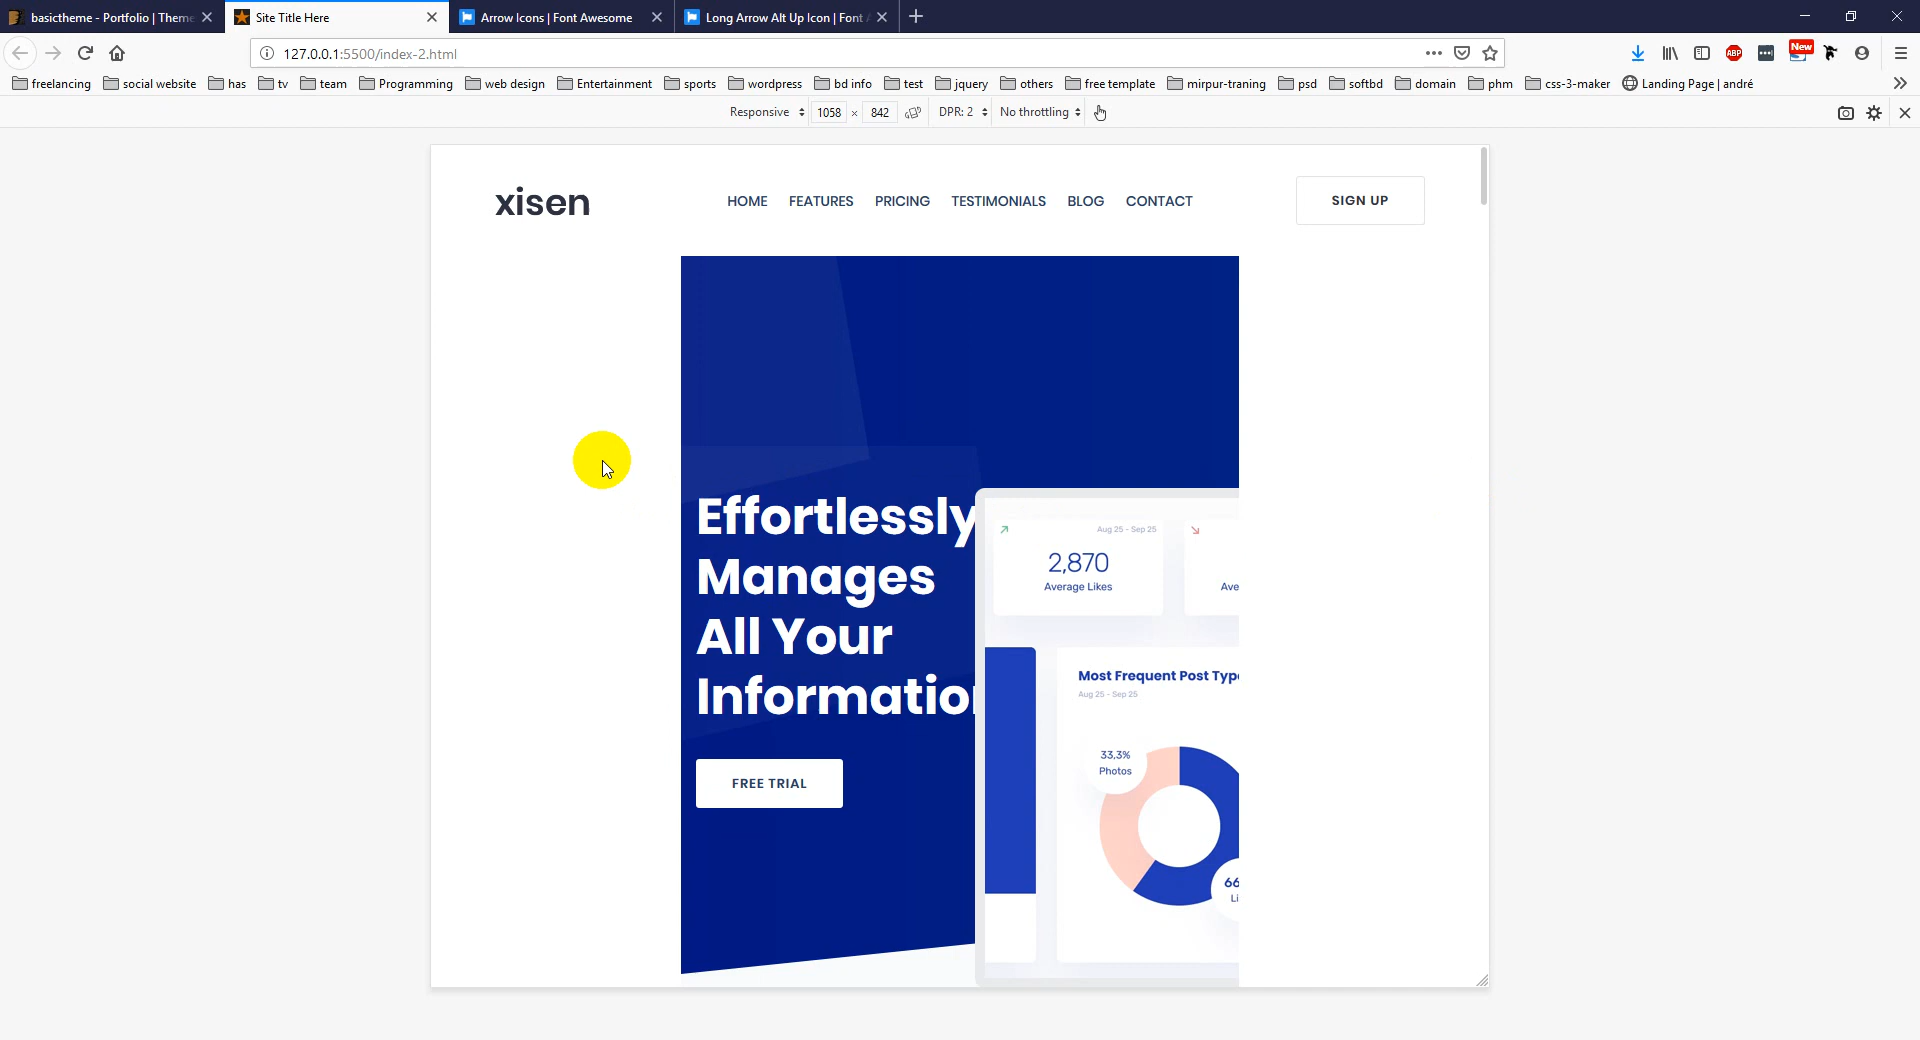 basictheme - Portfolio | Theme
Site Title Here
Arrow Icons | Font Awesome
Long Arrow Alt Up Icon | Font A
127.0.0.1:5500/index-2.html
ABP
New
freelancing
social website
has
tv
team
Programming
web design
Entertainment
sports
wordpress
bd info
test
jquery
others
free template
mirpur-traning
psd
softbd
domain
phm
css-3-maker
Landing Page | andré
Responsive
1058 × 842
DPR: 2
No throttling
xisen
HOME
FEATURES
PRICING
TESTIMONIALS
BLOG
CONTACT
SIGN UP
Effortlessly
Manages
All Your
Information
FREE TRIAL
Aug 25 - Sep 25
2,870
Average Likes
Ave
Most Frequent Post Type
Aug 25 - Sep 25
33,3%
Photos
66
Li